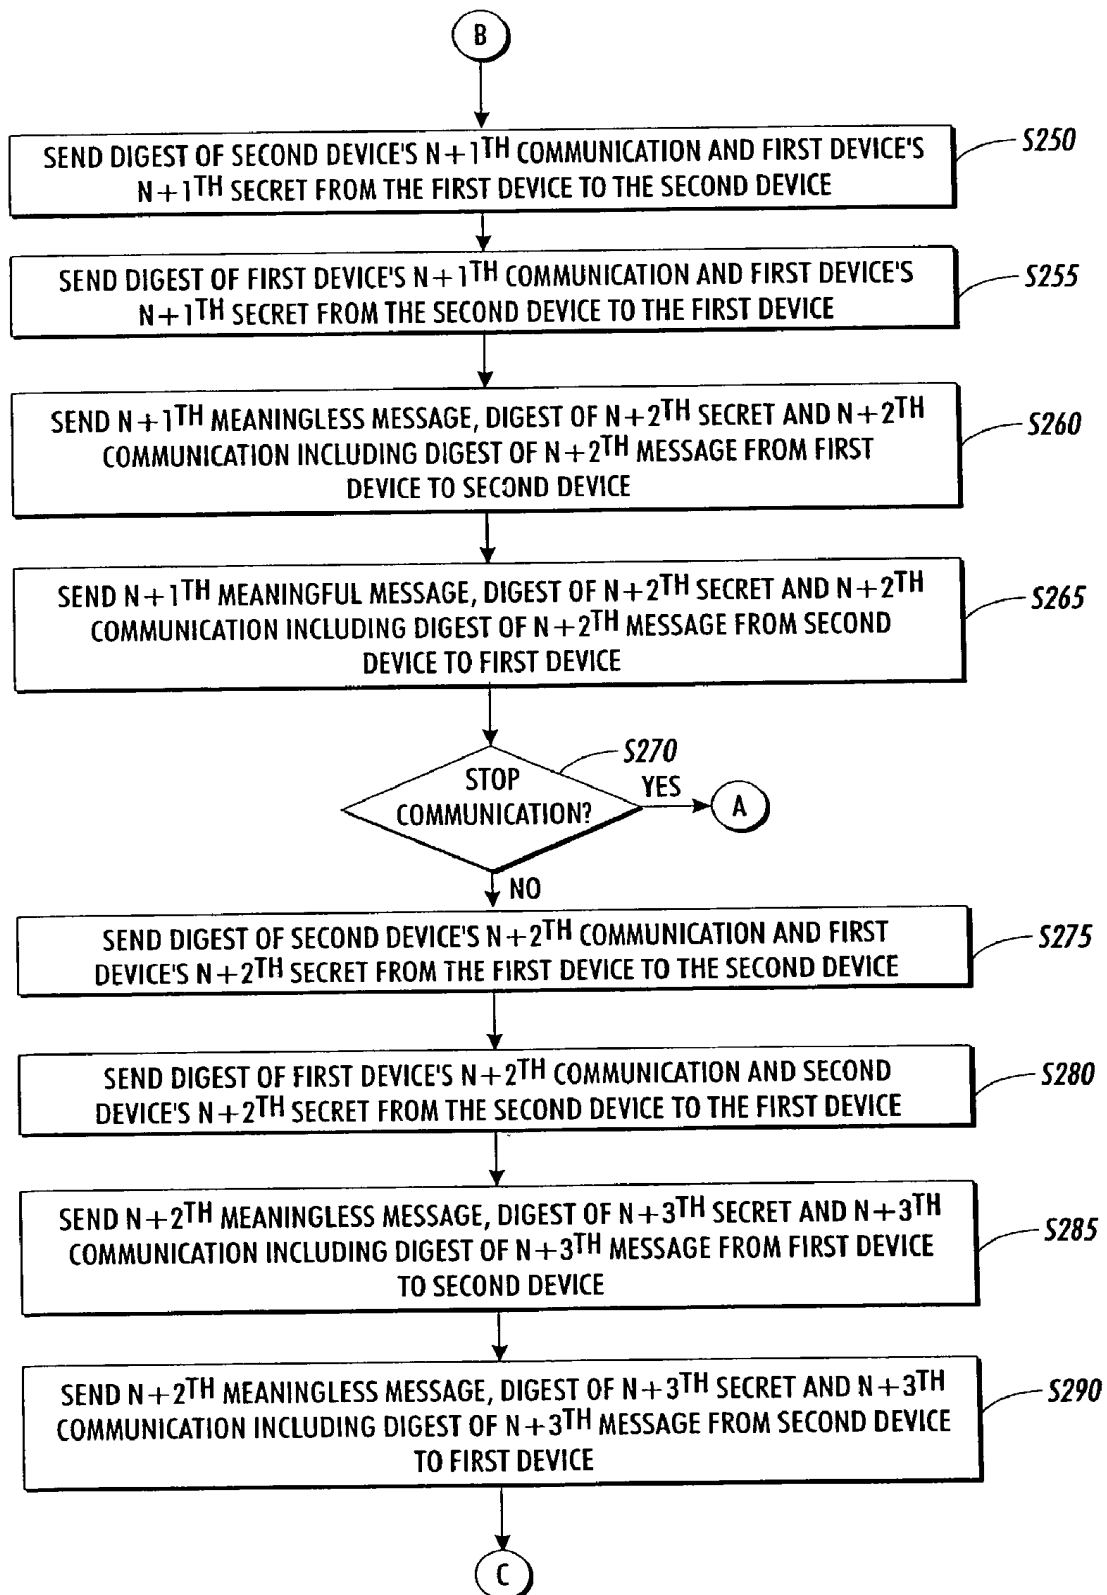 B
SEND DIGEST OF SECOND DEVICE'S N+1TH COMMUNICATION AND FIRST DEVICE'S
N+1TH SECRET FROM THE FIRST DEVICE TO THE SECOND DEVICE
S250
SEND DIGEST OF FIRST DEVICE'S N+1TH COMMUNICATION AND FIRST DEVICE'S
N+1TH SECRET FROM THE SECOND DEVICE TO THE FIRST DEVICE
S255
SEND N+1TH MEANINGLESS MESSAGE, DIGEST OF N+2TH SECRET AND N+2TH
COMMUNICATION INCLUDING DIGEST OF N+2TH MESSAGE FROM FIRST
DEVICE TO SECOND DEVICE
S260
SEND N+1TH MEANINGFUL MESSAGE, DIGEST OF N+2TH SECRET AND N+2TH
COMMUNICATION INCLUDING DIGEST OF N+2TH MESSAGE FROM SECOND
DEVICE TO FIRST DEVICE
S265
S270
STOP
COMMUNICATION?
YES
A
NO
SEND DIGEST OF SECOND DEVICE'S N+2TH COMMUNICATION AND FIRST
DEVICE'S N+2TH SECRET FROM THE FIRST DEVICE TO THE SECOND DEVICE
S275
SEND DIGEST OF FIRST DEVICE'S N+2TH COMMUNICATION AND SECOND
DEVICE'S N+2TH SECRET FROM THE SECOND DEVICE TO THE FIRST DEVICE
S280
SEND N+2TH MEANINGLESS MESSAGE, DIGEST OF N+3TH SECRET AND N+3TH
COMMUNICATION INCLUDING DIGEST OF N+3TH MESSAGE FROM FIRST DEVICE
TO SECOND DEVICE
S285
SEND N+2TH MEANINGLESS MESSAGE, DIGEST OF N+3TH SECRET AND N+3TH
COMMUNICATION INCLUDING DIGEST OF N+3TH MESSAGE FROM SECOND DEVICE
TO FIRST DEVICE
S290
C